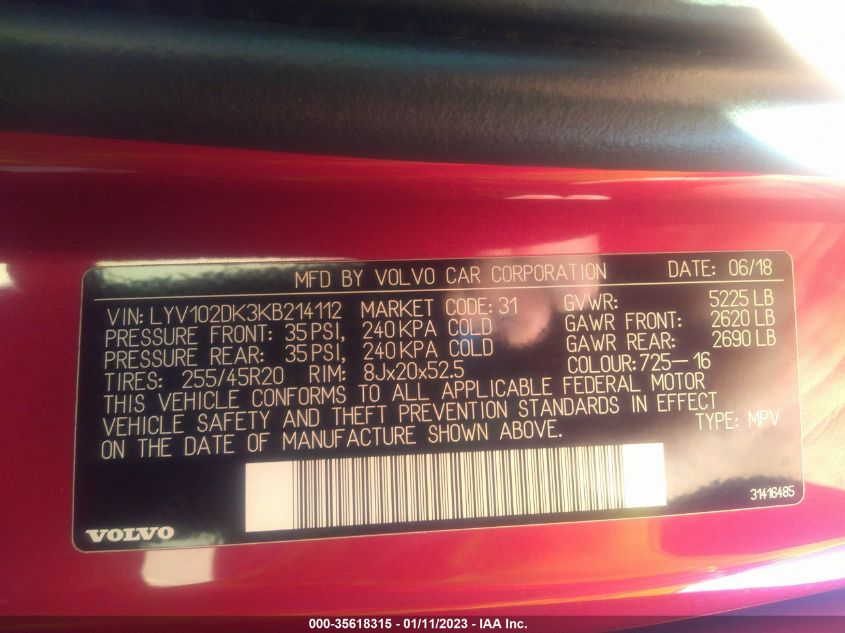 MFD BY VOLVO CAR CORPORATION DATE: 06/18
VIN: LYV102DK3KB214112 MARKET CODE: 31 GVWR: 5225 LB
PRESSURE FRONT: 35 PSI, 240 KPA COLD GAWR FRONT: 2620 LB
PRESSURE REAR: 35 PSI, 240 KPA COLD GAWR REAR: 2690 LB
TIRES: 255/45R20 RIM: 8Jx20x52.5 COLOUR: 725-16
THIS VEHICLE CONFORMS TO ALL APPLICABLE FEDERAL MOTOR
VEHICLE SAFETY AND THEFT PREVENTION STANDARDS IN EFFECT TYPE: MPV
ON THE DATE OF MANUFACTURE SHOWN ABOVE.
31416485
VOLVO
000-35618315 - 01/11/2023 - IAA Inc.